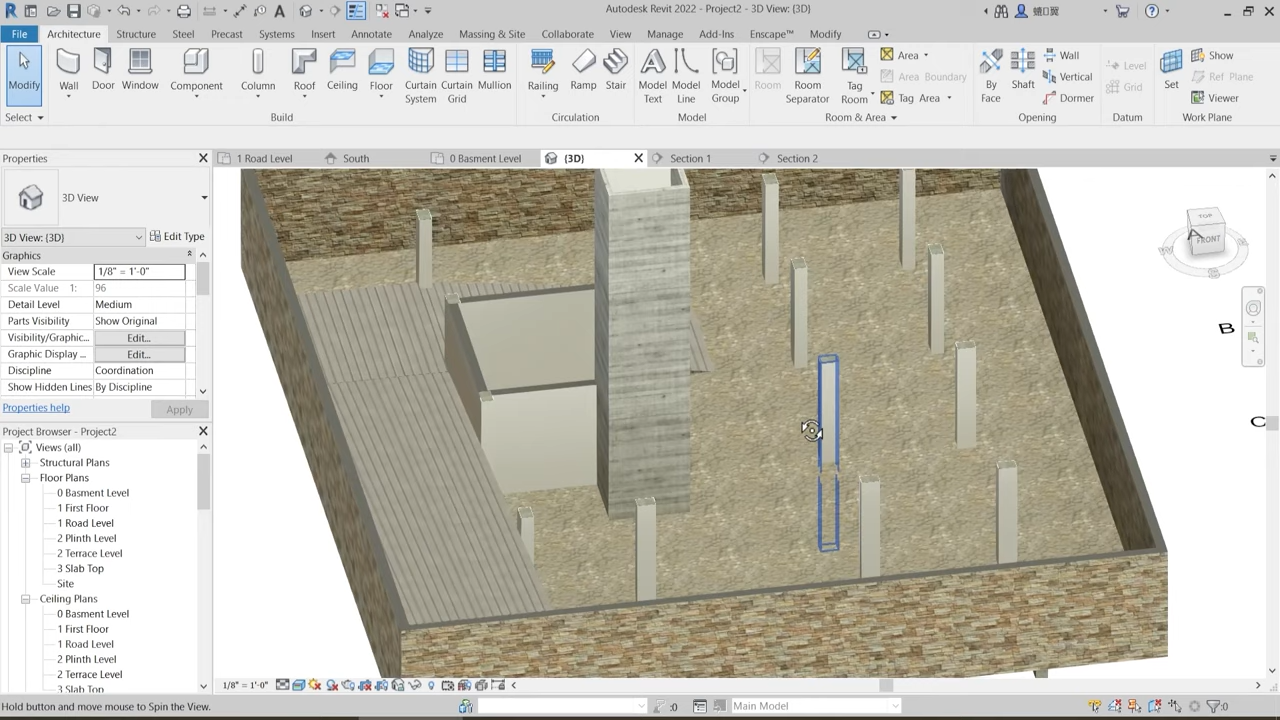 Autodesk Revit 2022 - Project2 - 3D View: {3D}
File Architecture Structure Steel Precast Systems Insert Annotate Analyze Massing & Site Collaborate View Manage Add-Ins Enscape™ Modify
Modify Wall Door Window Component Column Roof Ceiling Floor Curtain System Curtain Grid Mullion Railing Ramp Stair Model Text Model Line Model Group Room Room Separator Tag Room
Area
Area Boundary
Tag Area
By Face Shaft
Wall
Vertical
Dormer
Level
Grid
Set
Show
Ref Plane
Viewer
Select Build Circulation Model Room & Area Opening Datum Work Plane
Properties
1 Road Level South 0 Basment Level {3D} Section 1 Section 2
3D View
3D View: {3D} Edit Type
Graphics
View Scale 1/8" = 1'-0"
Scale Value 1: 96
Detail Level Medium
Parts Visibility Show Original
Visibility/Graphic... Edit...
Graphic Display ... Edit...
Discipline Coordination
Show Hidden Lines By Discipline
Properties help Apply
Project Browser - Project2
Views (all)
Structural Plans
Floor Plans
0 Basment Level
1 First Floor
1 Road Level
2 Plinth Level
2 Terrace Level
3 Slab Top
Site
Ceiling Plans
0 Basment Level
1 First Floor
1 Road Level
2 Plinth Level
2 Terrace Level
3 Slab Top
TOP
FRONT
W
S
B
C
1/8" = 1'-0"
Hold button and move mouse to Spin the View.
:0
Main Model
:0